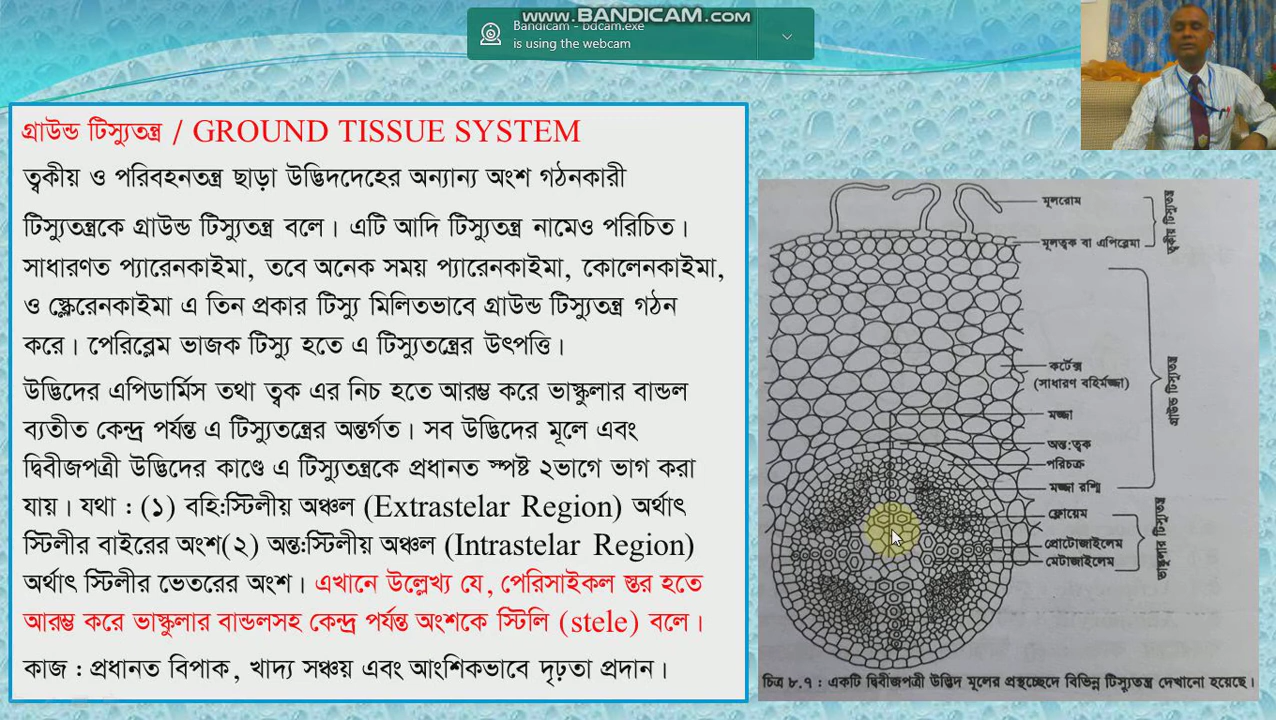 www.BANDICAM.com
Bandicam - bdcam.exe
is using the webcam
গ্রাউন্ড টিস্যুতন্ত্র / GROUND TISSUE SYSTEM
ত্বকীয় ও পরিবহনতন্ত্র ছাড়া উদ্ভিদদেহের অন্যান্য অংশ গঠনকারী
টিস্যুতন্ত্রকে গ্রাউন্ড টিস্যুতন্ত্র বলে। এটি আদি টিস্যুতন্ত্র নামেও পরিচিত।
সাধারণত প্যারেনকাইমা, তবে অনেক সময় প্যারেনকাইমা, কোলেনকাইমা,
ও স্ক্লেরেনকাইমা এ তিন প্রকার টিস্যু মিলিতভাবে গ্রাউন্ড টিস্যুতন্ত্র গঠন
করে। পেরিব্লেম ভাজক টিস্যু হতে এ টিস্যুতন্ত্রের উৎপত্তি।
উদ্ভিদের এপিডার্মিস তথা ত্বক এর নিচ হতে আরম্ভ করে ভাস্কুলার বান্ডল
ব্যতীত কেন্দ্র পর্যন্ত এ টিস্যুতন্ত্রের অন্তর্গত। সব উদ্ভিদের মূলে এবং
দ্বিবীজপত্রী উদ্ভিদের কাণ্ডে এ টিস্যুতন্ত্রকে প্রধানত স্পষ্ট ২ভাগে ভাগ করা
যায়। যথা : (১) বহি:স্টিলীয় অঞ্চল (Extrastelar Region) অর্থাৎ
স্টিলীর বাইরের অংশ(২) অন্ত:স্টিলীয় অঞ্চল (Intrastelar Region)
অর্থাৎ স্টিলীর ভেতরের অংশ। এখানে উল্লেখ্য যে, পেরিসাইকল স্তর হতে
আরম্ভ করে ভাস্কুলার বান্ডলসহ কেন্দ্র পর্যন্ত অংশকে স্টিলি (stele) বলে।
কাজ : প্রধানত বিপাক, খাদ্য সঞ্চয় এবং আংশিকভাবে দৃঢ়তা প্রদান।
মূলরোম
মূলত্বক বা এপিব্লেমা
ত্বকীয় টিস্যুতন্ত্র
কর্টেক্স
(সাধারণ বহির্মজ্জা)
মজ্জা
অন্ত:ত্বক
পরিচক্র
মজ্জা রশ্মি
গ্রাউন্ড টিস্যুতন্ত্র
ফ্লোয়েম
প্রোটোজাইলেম
মেটাজাইলেম
ভাস্কুলার টিস্যুতন্ত্র
চিত্র ৮.৭ : একটি দ্বিবীজপত্রী উদ্ভিদ মূলের প্রস্থচ্ছেদে বিভিন্ন টিস্যুতন্ত্র দেখানো হয়েছে।